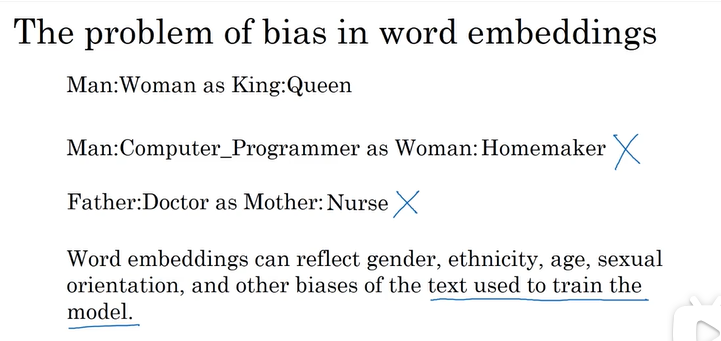 The problem of bias in word embeddings
Man:Woman as King:Queen
Man:Computer_Programmer as Woman:Homemaker
Father:Doctor as Mother:Nurse
Word embeddings can reflect gender, ethnicity, age, sexual
orientation, and other biases of the text used to train the
model.